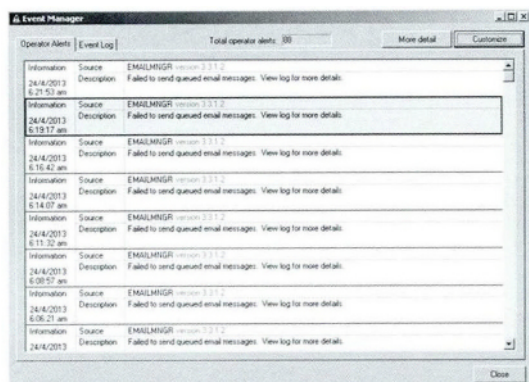 Event Manager
Operator Alerts Event Log Total operator alerts: 88 More detail Customize
Information Source EMAILMNGR version 3.3.1.2
24/4/2013 Description Failed to send queued email messages. View log for more details.
6:21:53 am
Information Source EMAILMNGR version 3.3.1.2
24/4/2013 Description Failed to send queued email messages. View log for more details.
6:19:17 am
Information Source EMAILMNGR version 3.3.1.2
24/4/2013 Description Failed to send queued email messages. View log for more details.
6:16:42 am
Information Source EMAILMNGR version 3.3.1.2
24/4/2013 Description Failed to send queued email messages. View log for more details.
6:14:07 am
Information Source EMAILMNGR version 3.3.1.2
24/4/2013 Description Failed to send queued email messages. View log for more details.
6:11:32 am
Information Source EMAILMNGR version 3.3.1.2
24/4/2013 Description Failed to send queued email messages. View log for more details.
6:08:57 am
Information Source EMAILMNGR version 3.3.1.2
24/4/2013 Description Failed to send queued email messages. View log for more details.
6:06:21 am
Information Source EMAILMNGR version 3.3.1.2
24/4/2013 Description Failed to send queued email messages. View log for more details.
Close